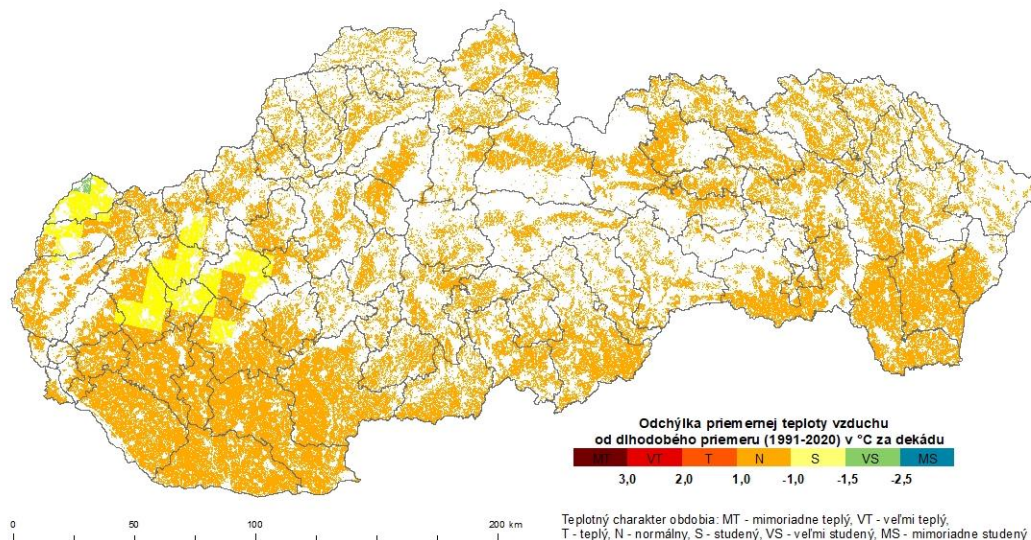 Odchýlka priemernej teploty vzduchu
od dlhodobého priemeru (1991-2020) v °C za dekádu
MT VT T N S VS MS
3,0 2,0 1,0 -1,0 -1,5 -2,5
0 50 100 200 km
Teplotný charakter obdobia: MT - mimoriadne teplý, VT - veľmi teplý,
T - teplý, N - normálny, S - studený, VS - veľmi studený, MS - mimoriadne studený